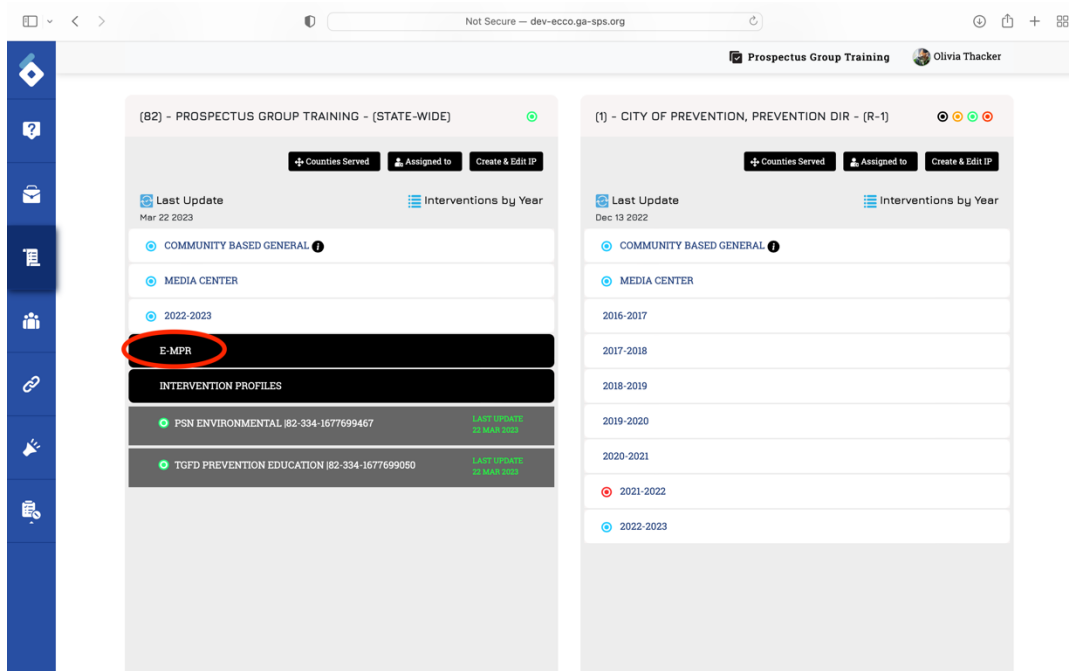 Not Secure — dev-ecco.ga-sps.org
Prospectus Group Training
Olivia Thacker
(82) - PROSPECTUS GROUP TRAINING - (STATE-WIDE)
Counties Served
Assigned to
Create & Edit IP
Last Update
Interventions by Year
Mar 22 2023
COMMUNITY BASED GENERAL
MEDIA CENTER
2022-2023
E-MPR
INTERVENTION PROFILES
PSN ENVIRONMENTAL |82-334-1677699467
LAST UPDATE
22 MAR 2023
TGFD PREVENTION EDUCATION |82-334-1677699050
LAST UPDATE
22 MAR 2023
(1) - CITY OF PREVENTION, PREVENTION DIR - (R-1)
Counties Served
Assigned to
Create & Edit IP
Last Update
Interventions by Year
Dec 13 2022
COMMUNITY BASED GENERAL
MEDIA CENTER
2016-2017
2017-2018
2018-2019
2019-2020
2020-2021
2021-2022
2022-2023